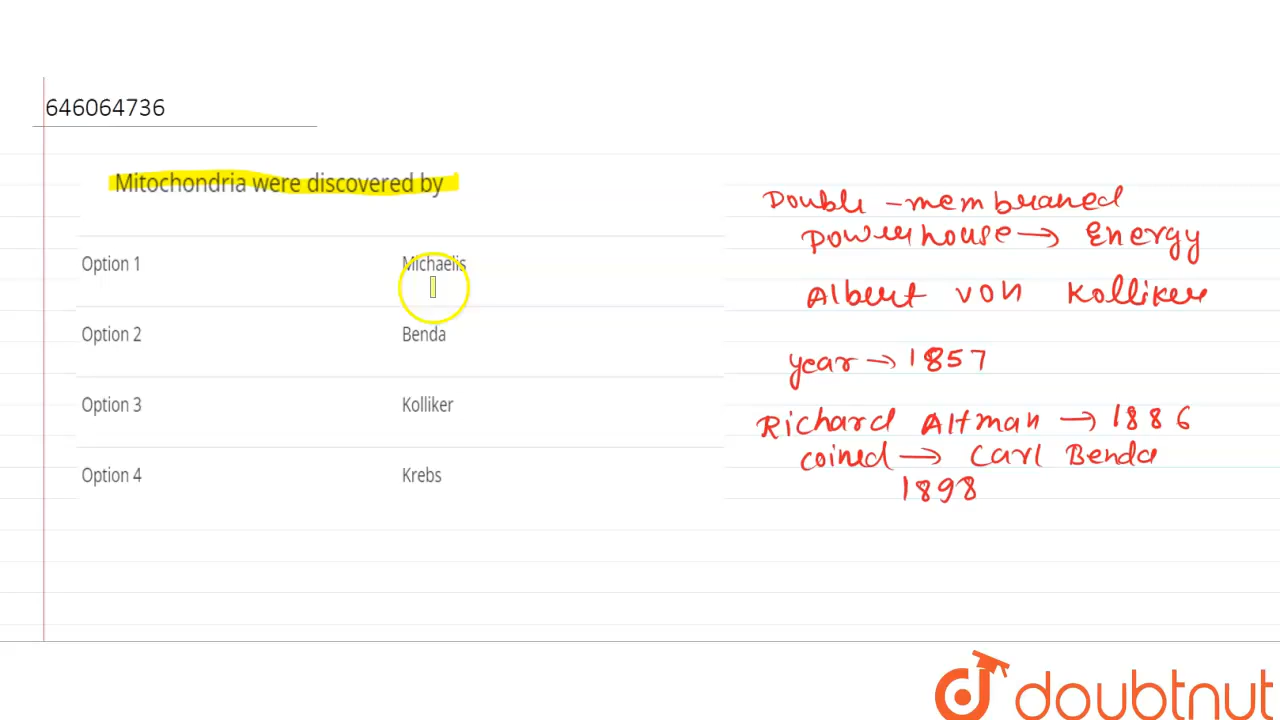 646064736
Mitochondria were discovered by
Option 1 Michaelis
Option 2 Benda
Option 3 Kolliker
Option 4 Krebs
Double-membraned
Powerhouse → Energy
Albert von Kolliker
year → 1857
Richard Altman → 1886
coined → Carl Benda
1898
doubtnut